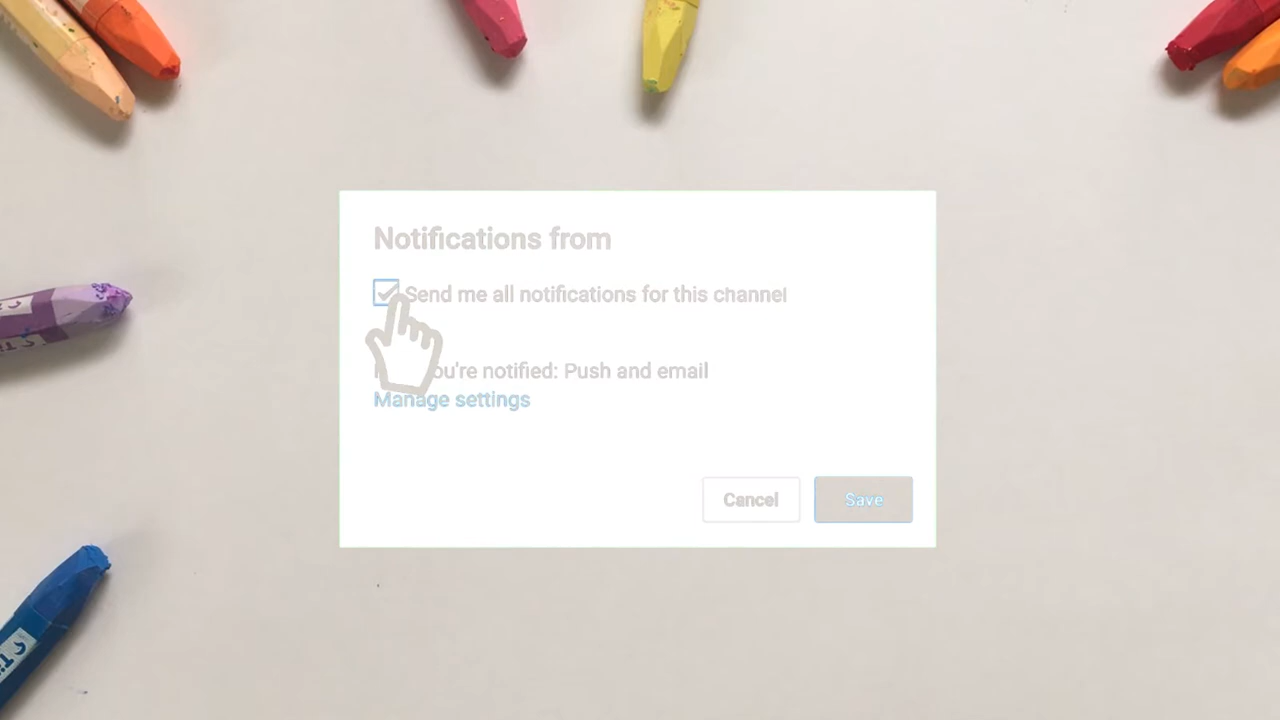 Notifications from
Send me all notifications for this channel
ou're notified: Push and email
Manage settings
Cancel
Save